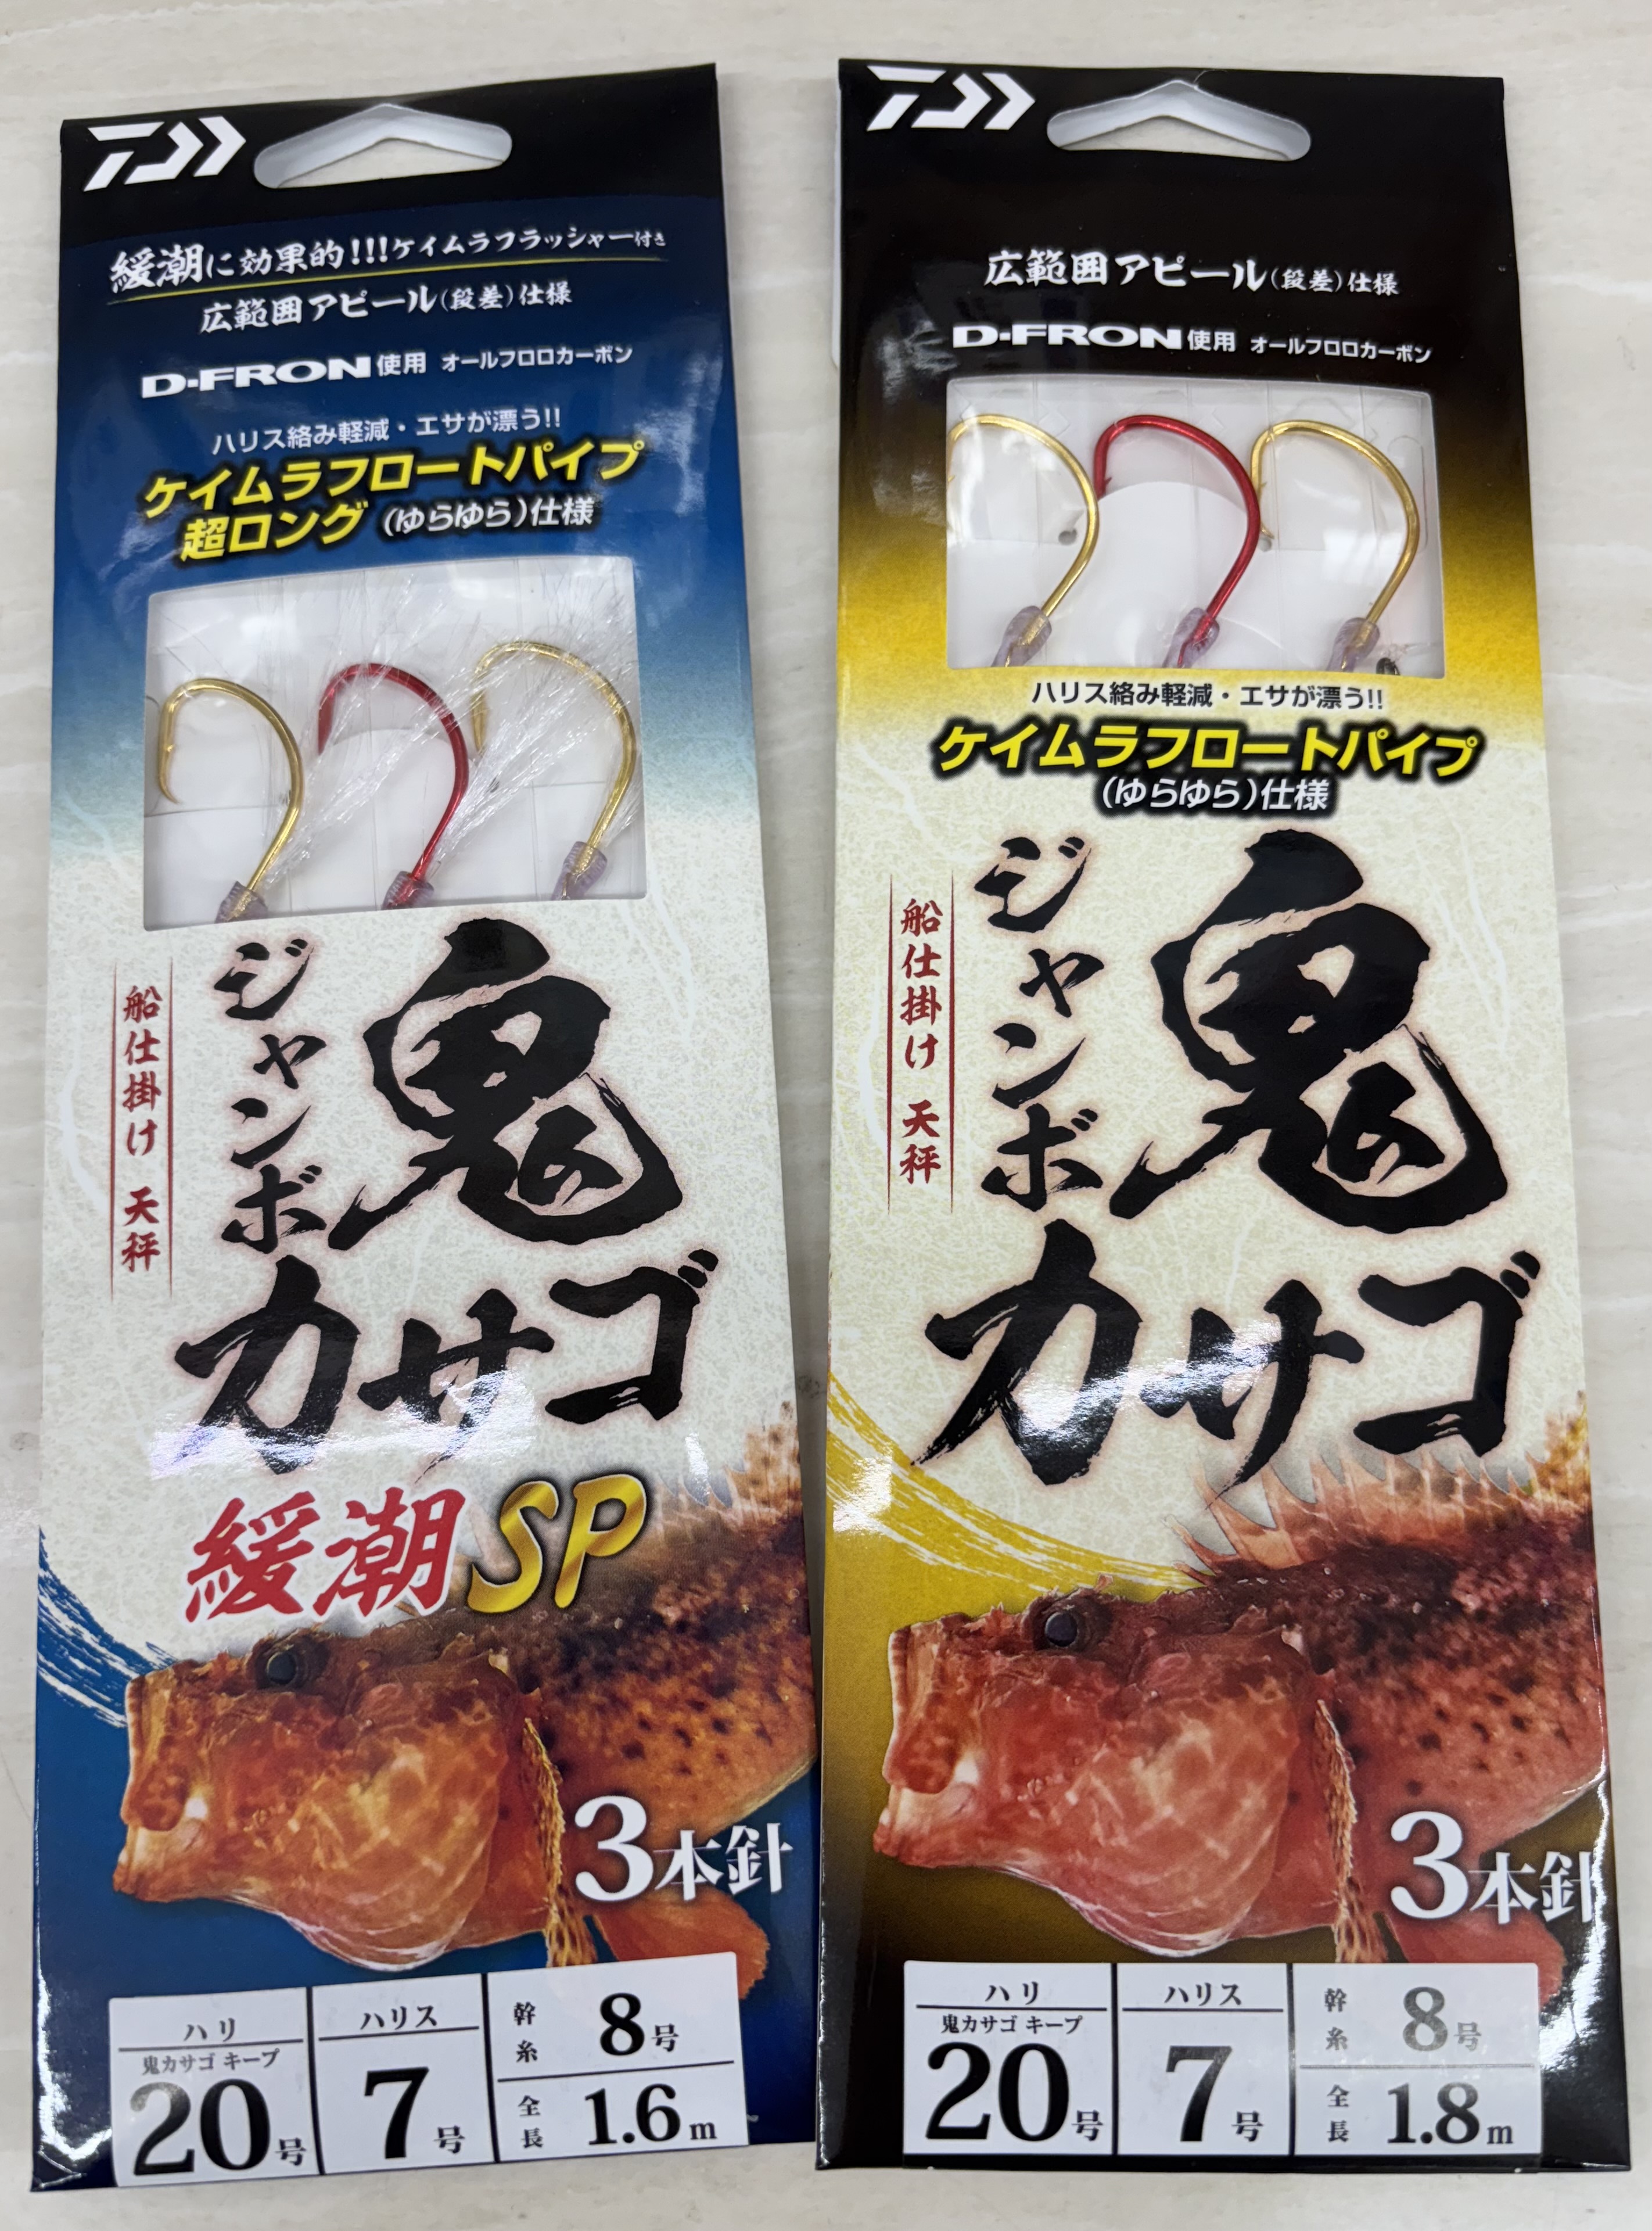 緩潮に効果的!!!ケイムラフラッシャー付き
広範囲アピール(段差)仕様
D-FRON使用 オールフロロカーボン
ハリス絡み軽減・エサが漂う!!
ケイムラフロートパイプ
超ロング(ゆらゆら)仕様
船仕掛け 天秤
ジャンボ
鬼の
カサゴ
緩潮SP
3本針
ハリ
鬼カサゴ キープ
20号
ハリス
7号
幹糸 8号
全長 1.6m
広範囲アピール(段差)仕様
D-FRON使用 オールフロロカーボン
ハリス絡み軽減・エサが漂う!!
ケイムラフロートパイプ
(ゆらゆら)仕様
船仕掛け 天秤
ジャンボ
鬼の
カサゴ
3本針
ハリ
鬼カサゴ キープ
20号
ハリス
7号
幹糸 8号
全長 1.8m